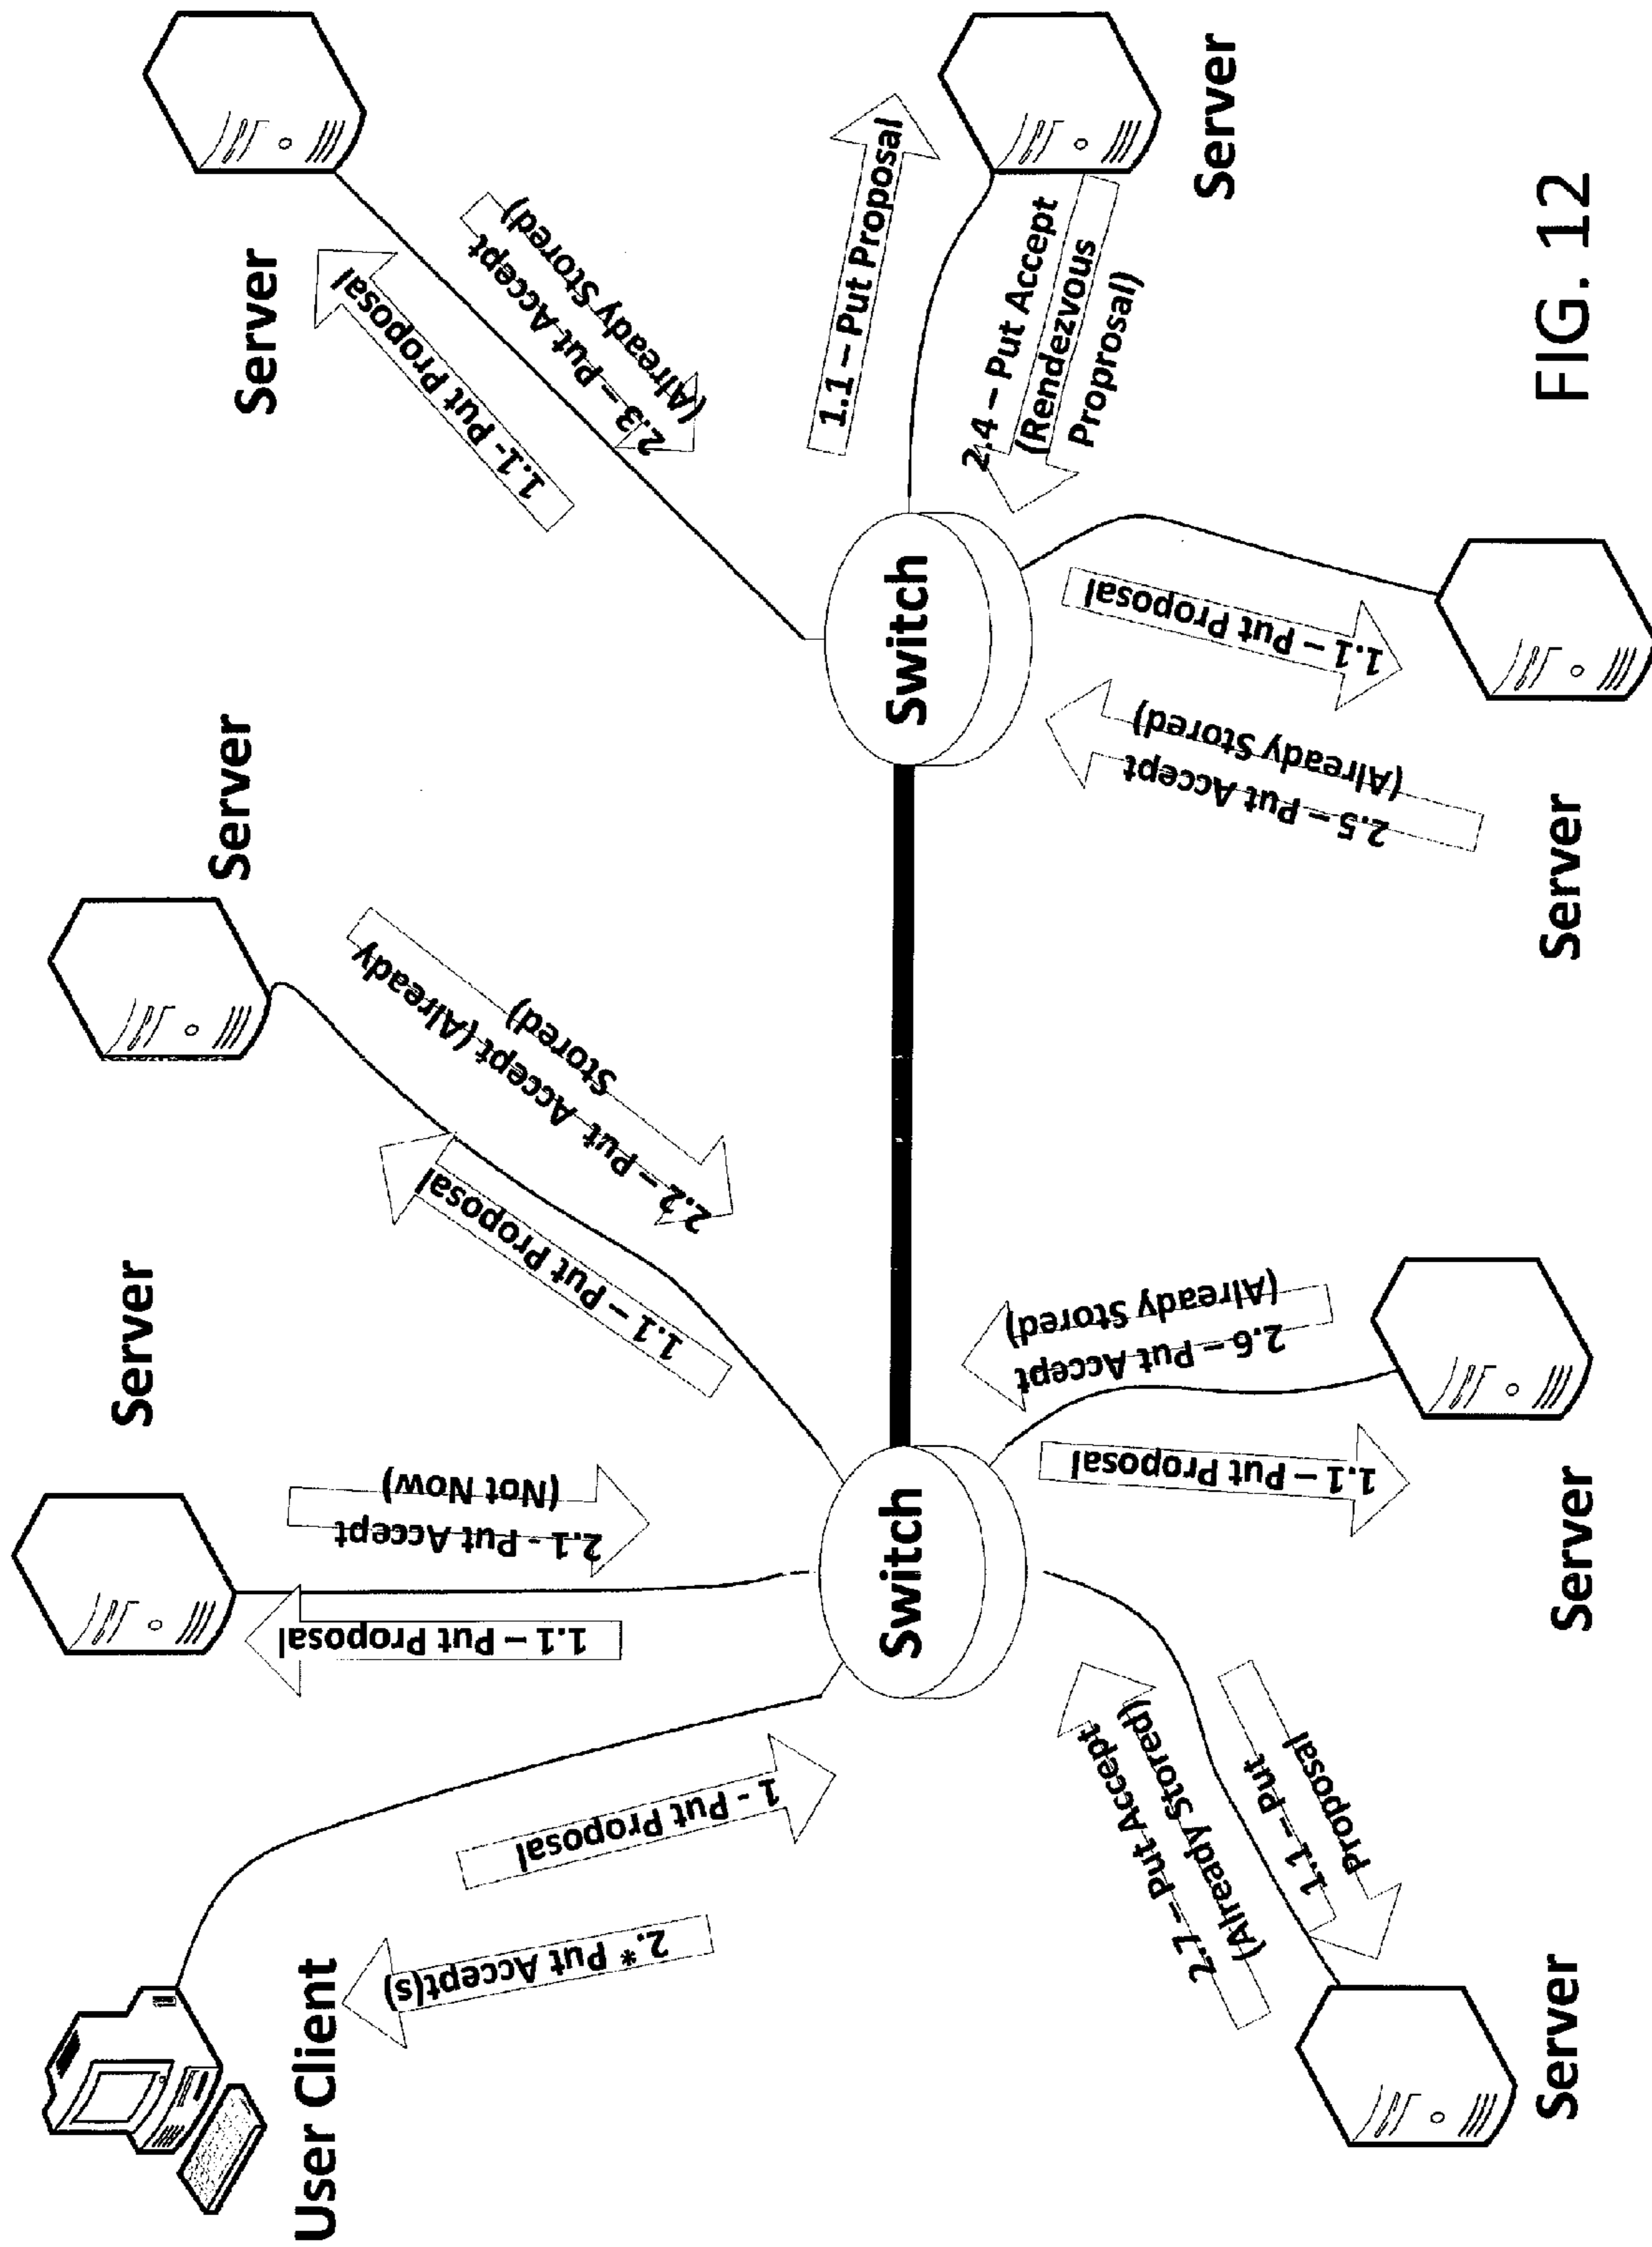 User Client
2.* Put Accept(s)
1 - Put Proposal
Server
1.1 – Put Proposal
2.1 - Put Accept
(Not Now)
Server
1.1 – Put Proposal
2.2 – Put Accept (Already
Stored)
Server
1.1- Put Proposal
2.3 – Put Accept
(Already Stored)
Switch
Switch
1.1 – Put Proposal
2.4 – Put Accept
(Rendezvous
Proprosal)
Server
2.7 – Put Accept
(Already Stored)
1.1 – Put
Proposal
Server
1.1 – Put Proposal
2.6 – Put Accept
(Already Stored)
Server
2.5 – Put Accept
(Already Stored)
1.1 – Put Proposal
Server
FIG. 12